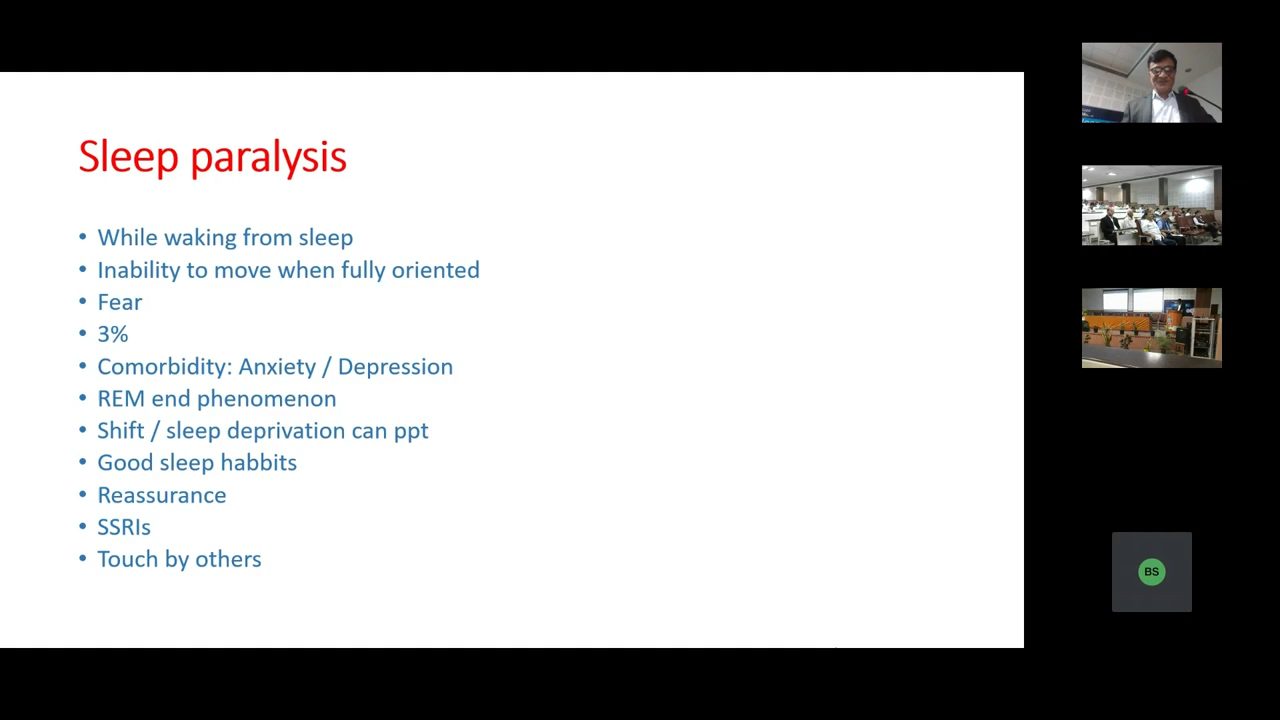 Sleep paralysis
• While waking from sleep
• Inability to move when fully oriented
• Fear
• 3%
• Comorbidity: Anxiety / Depression
• REM end phenomenon
• Shift / sleep deprivation can ppt
• Good sleep habbits
• Reassurance
• SSRIs
• Touch by others
BS